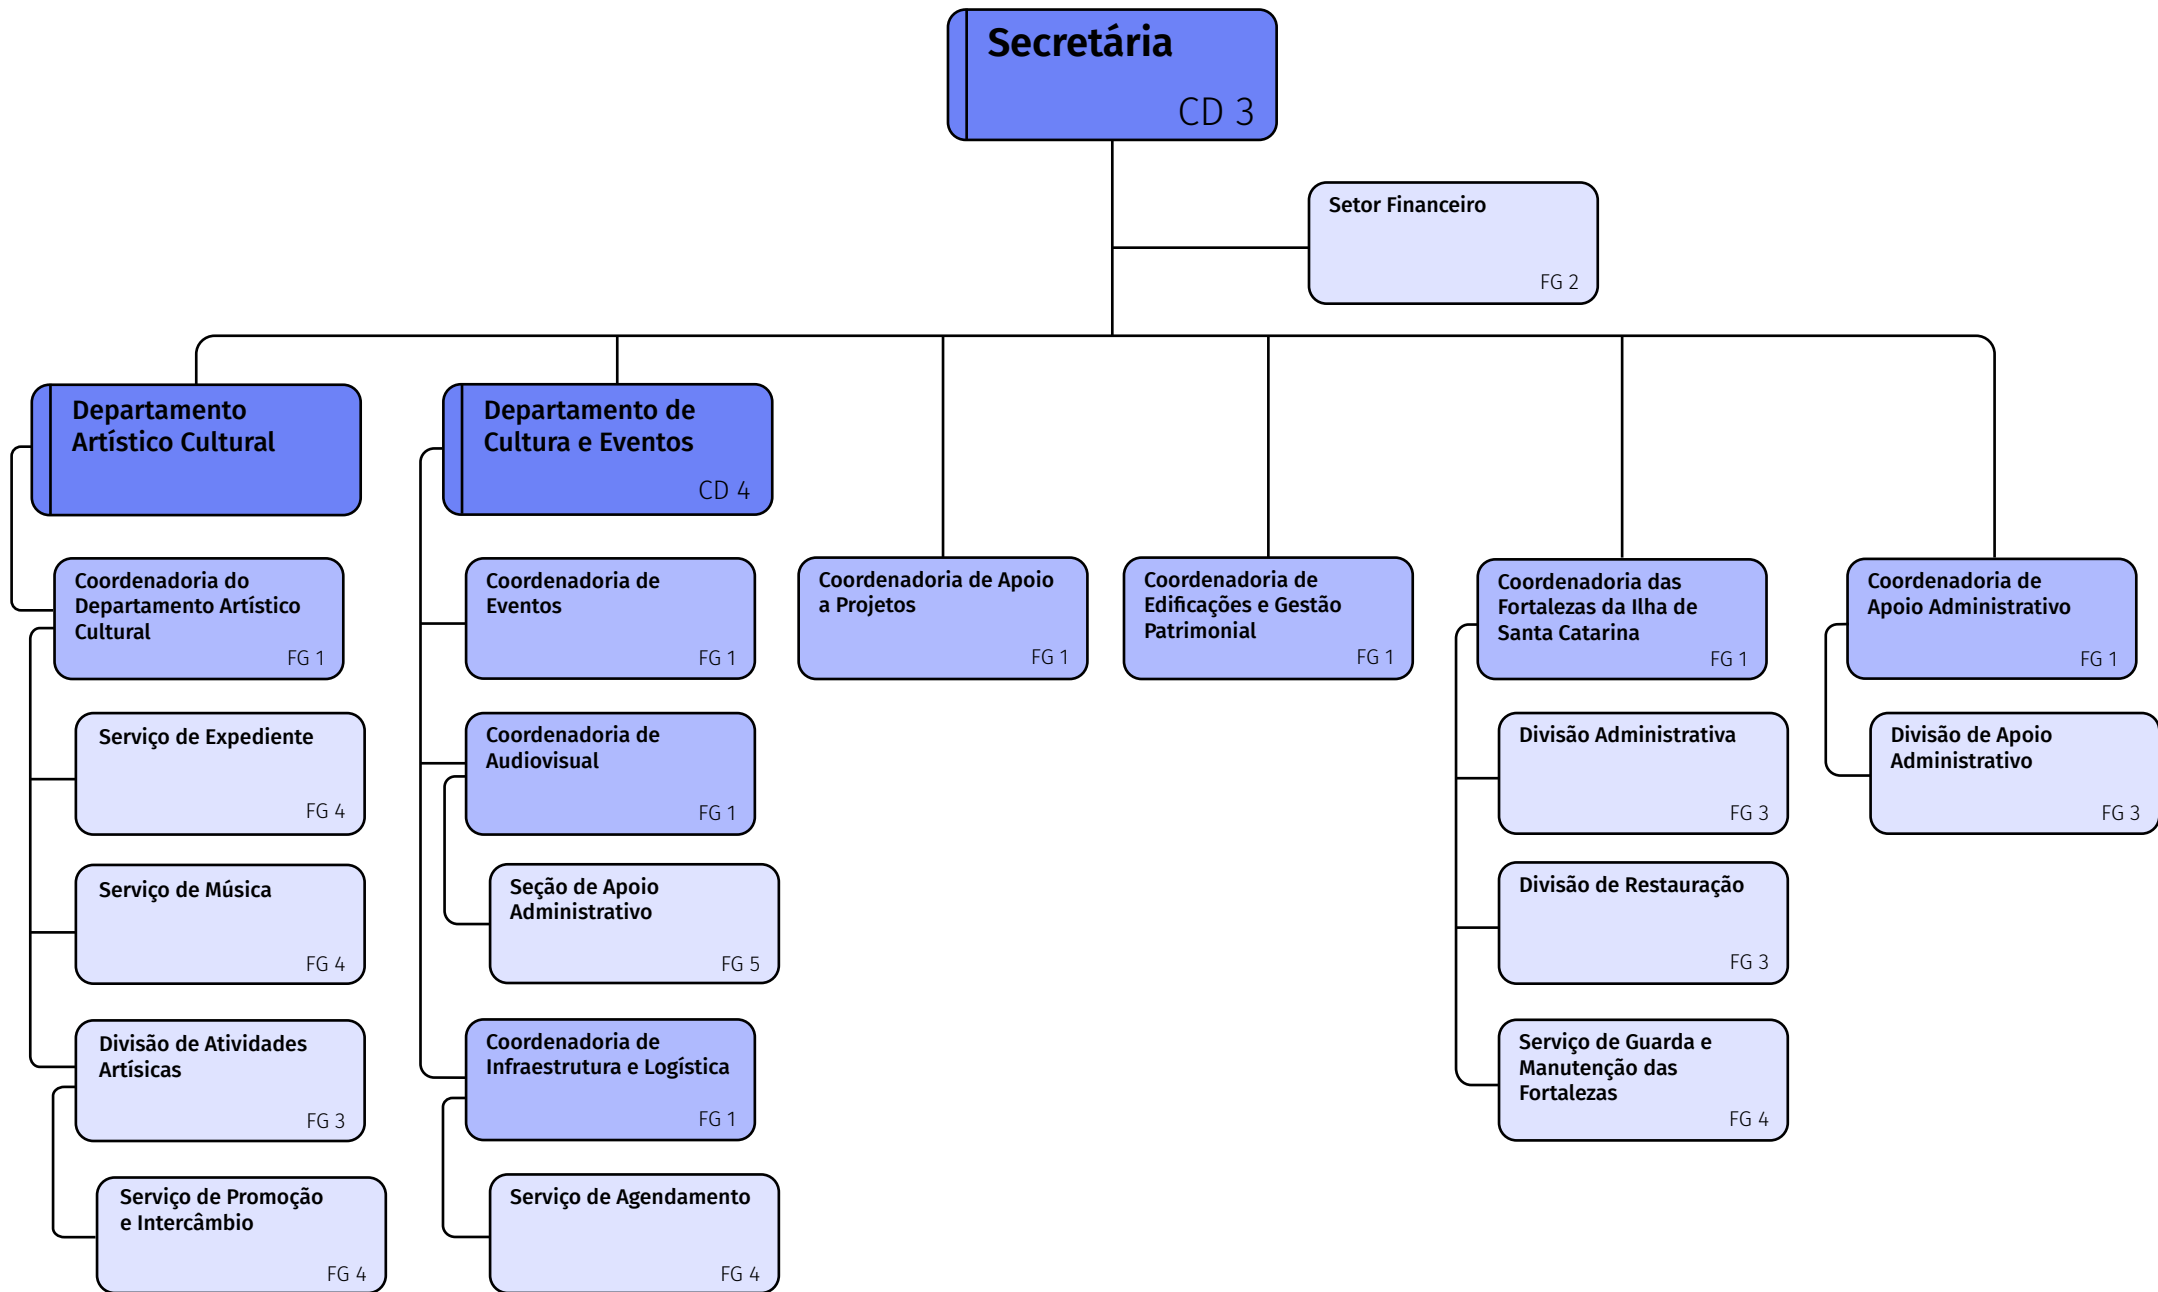 Secretária
CD 3
Setor Financeiro
FG 2
Departamento
Artístico Cultural
Departamento de
Cultura e Eventos
CD 4
Coordenadoria do
Departamento Artístico
Cultural
FG 1
Coordenadoria de
Eventos
FG 1
Coordenadoria de Apoio
a Projetos
FG 1
Coordenadoria de
Edificações e Gestão
Patrimonial
FG 1
Coordenadoria das
Fortalezas da Ilha de
Santa Catarina
FG 1
Coordenadoria de
Apoio Administrativo
FG 1
Serviço de Expediente
FG 4
Coordenadoria de
Audiovisual
FG 1
Divisão Administrativa
FG 3
Divisão de Apoio
Administrativo
FG 3
Serviço de Música
FG 4
Seção de Apoio
Administrativo
FG 5
Divisão de Restauração
FG 3
Divisão de Atividades
Artísicas
FG 3
Coordenadoria de
Infraestrutura e Logística
FG 1
Serviço de Guarda e
Manutenção das
Fortalezas
FG 4
Serviço de Promoção
e Intercâmbio
FG 4
Serviço de Agendamento
FG 4